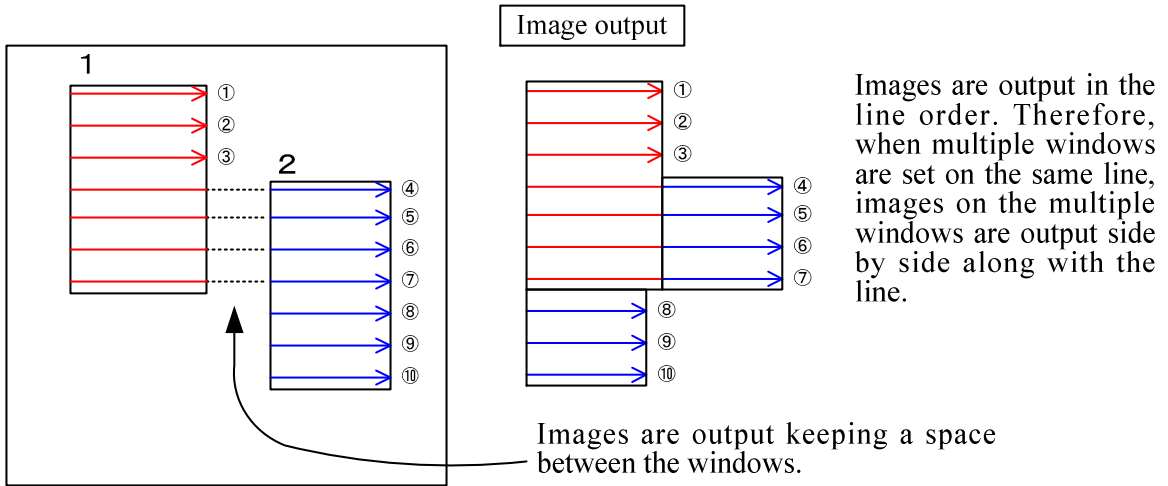 1
①
②
③
2
④
⑤
⑥
⑦
⑧
⑨
⑩
Image output
①
②
③
④
⑤
⑥
⑦
⑧
⑨
⑩
Images are output in the
line order. Therefore,
when multiple windows
are set on the same line,
images on the multiple
windows are output side
by side along with the
line.
Images are output keeping a space
between the windows.